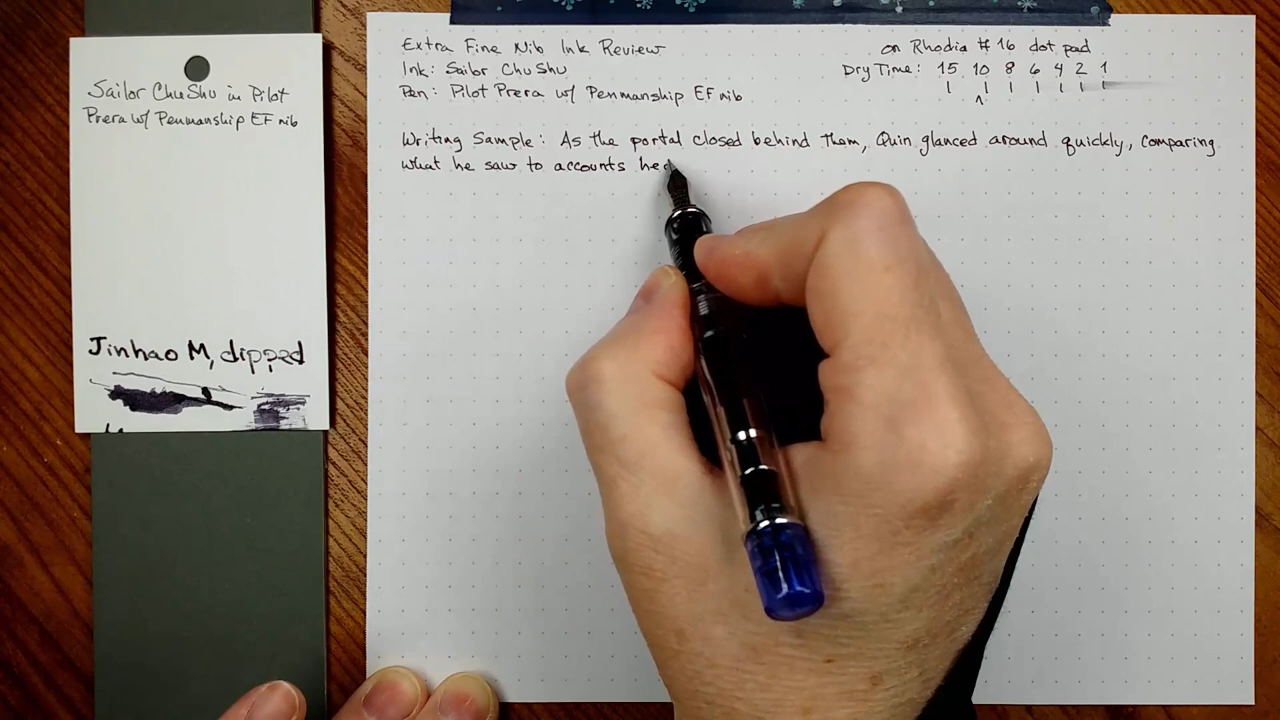 Sailor ChuShu in Pilot
Prera w/ Penmanship EF nib
Jinhao M, dipped
Extra Fine Nib Ink Review
Ink: Sailor ChuShu
Pen: Pilot Prera w/ Penmanship EF nib
on Rhodia #16 dot pad
Dry Time: 15 10 8 6 4 2 1
Writing Sample: As the portal closed behind them, Quin glanced around quickly, comparing
what he saw to accounts he